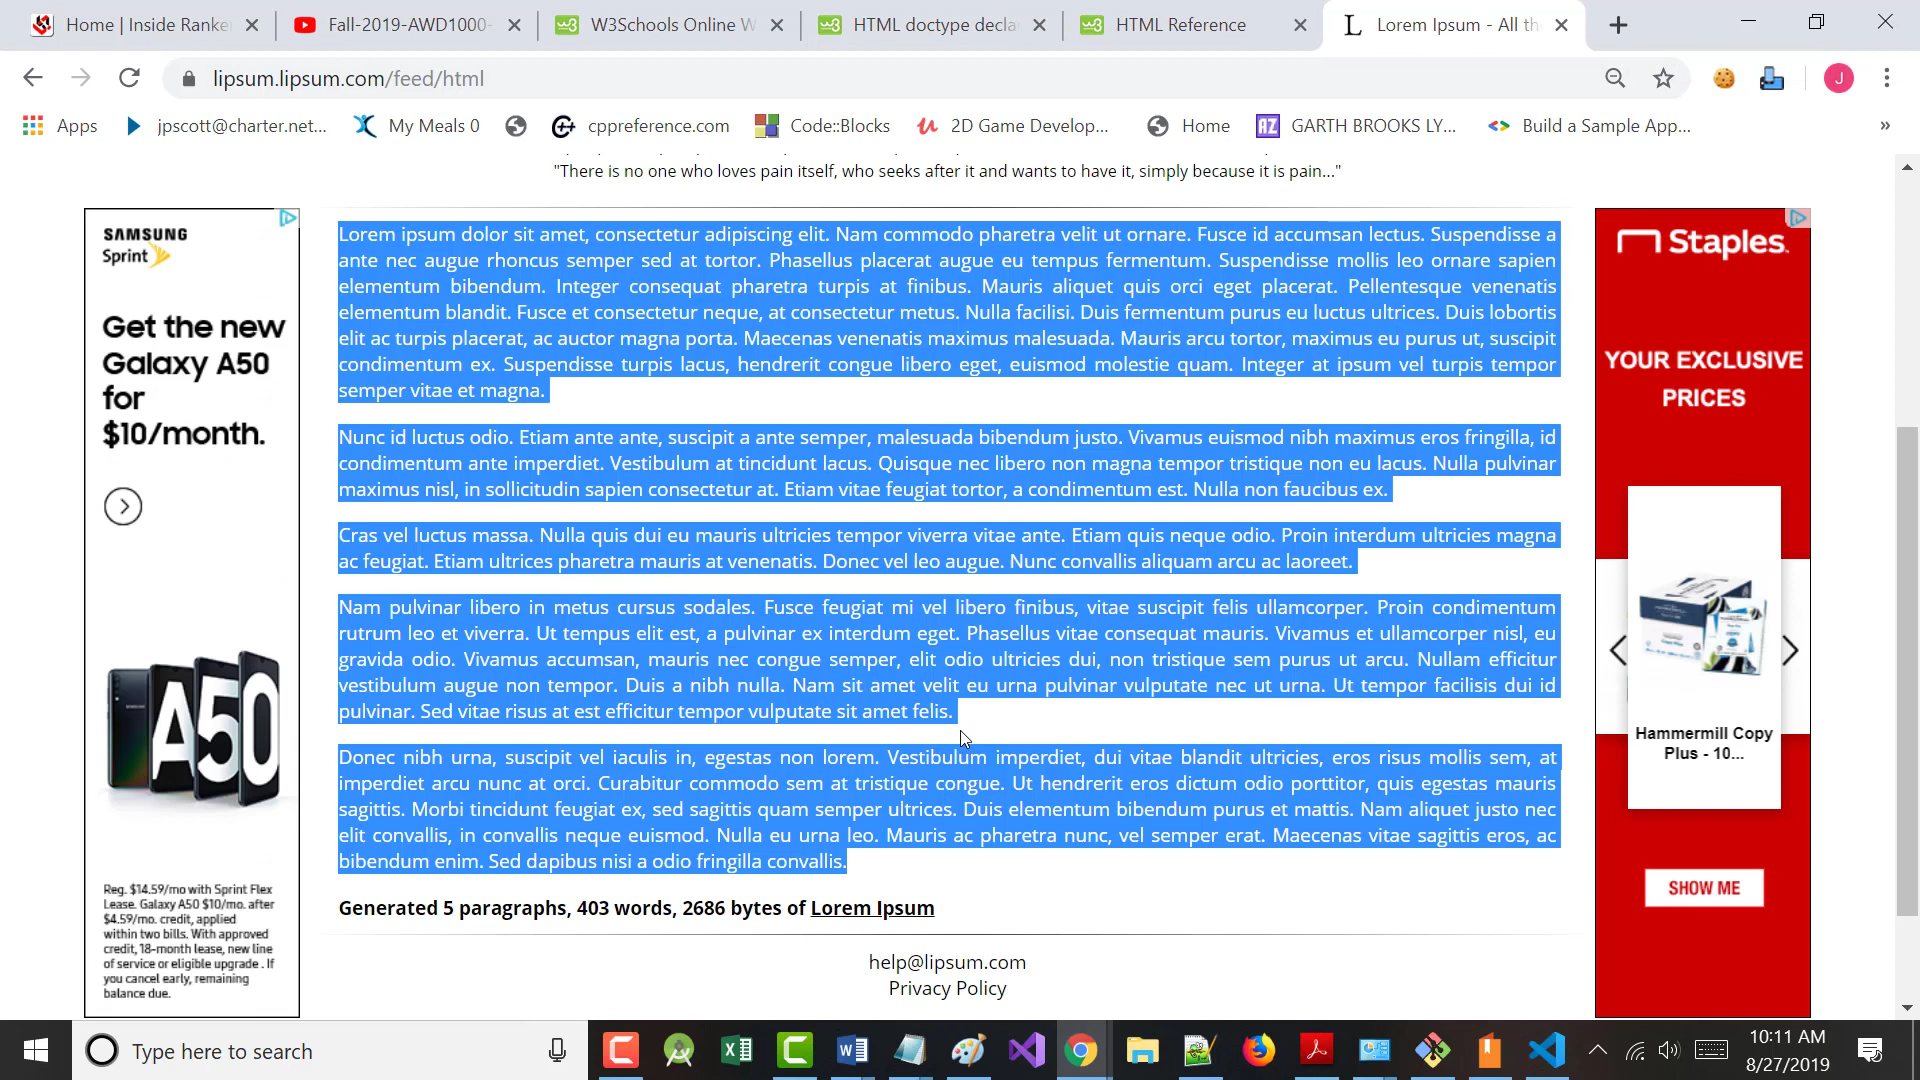 Home | Inside Ranke
Fall-2019-AWD1000-
W3Schools Online W
HTML doctype decla
HTML Reference
Lorem Ipsum - All th
lipsum.lipsum.com/feed/html
J
Apps
jpscott@charter.net...
My Meals 0
cppreference.com
Code::Blocks
2D Game Develop...
Home
GARTH BROOKS LY...
Build a Sample App...
"There is no one who loves pain itself, who seeks after it and wants to have it, simply because it is pain..."
SAMSUNG
Sprint
Get the new
Galaxy A50
for
$10/month.
A50
Reg. $14.59/mo with Sprint Flex
Lease. Galaxy A50 $10/mo. after
$4.59/mo. credit, applied
within two bills. With approved
credit, 18-month lease, new line
of service or eligible upgrade . If
you cancel early, remaining
balance due.
Lorem ipsum dolor sit amet, consectetur adipiscing elit. Nam commodo pharetra velit ut ornare. Fusce id accumsan lectus. Suspendisse a
ante nec augue rhoncus semper sed at tortor. Phasellus placerat augue eu tempus fermentum. Suspendisse mollis leo ornare sapien
elementum bibendum. Integer consequat pharetra turpis at finibus. Mauris aliquet quis orci eget placerat. Pellentesque venenatis
elementum blandit. Fusce et consectetur neque, at consectetur metus. Nulla facilisi. Duis fermentum purus eu luctus ultrices. Duis lobortis
elit ac turpis placerat, ac auctor magna porta. Maecenas venenatis maximus malesuada. Mauris arcu tortor, maximus eu purus ut, suscipit
condimentum ex. Suspendisse turpis lacus, hendrerit congue libero eget, euismod molestie quam. Integer at ipsum vel turpis tempor
semper vitae et magna.
Nunc id luctus odio. Etiam ante ante, suscipit a ante semper, malesuada bibendum justo. Vivamus euismod nibh maximus eros fringilla, id
condimentum ante imperdiet. Vestibulum at tincidunt lacus. Quisque nec libero non magna tempor tristique non eu lacus. Nulla pulvinar
maximus nisl, in sollicitudin sapien consectetur at. Etiam vitae feugiat tortor, a condimentum est. Nulla non faucibus ex.
Cras vel luctus massa. Nulla quis dui eu mauris ultricies tempor viverra vitae ante. Etiam quis neque odio. Proin interdum ultricies magna
ac feugiat. Etiam ultrices pharetra mauris at venenatis. Donec vel leo augue. Nunc convallis aliquam arcu ac laoreet.
Nam pulvinar libero in metus cursus sodales. Fusce feugiat mi vel libero finibus, vitae suscipit felis ullamcorper. Proin condimentum
rutrum leo et viverra. Ut tempus elit est, a pulvinar ex interdum eget. Phasellus vitae consequat mauris. Vivamus et ullamcorper nisl, eu
gravida odio. Vivamus accumsan, mauris nec congue semper, elit odio ultricies dui, non tristique sem purus ut arcu. Nullam efficitur
vestibulum augue non tempor. Duis a nibh nulla. Nam sit amet velit eu urna pulvinar vulputate nec ut urna. Ut tempor facilisis dui id
pulvinar. Sed vitae risus at est efficitur tempor vulputate sit amet felis.
Donec nibh urna, suscipit vel iaculis in, egestas non lorem. Vestibulum imperdiet, dui vitae blandit ultricies, eros risus mollis sem, at
imperdiet arcu nunc at orci. Curabitur commodo sem at tristique congue. Ut hendrerit eros dictum odio porttitor, quis egestas mauris
sagittis. Morbi tincidunt feugiat ex, sed sagittis quam semper ultrices. Duis elementum bibendum purus et mattis. Nam aliquet justo nec
elit convallis, in convallis neque euismod. Nulla eu urna leo. Mauris ac pharetra nunc, vel semper erat. Maecenas vitae sagittis eros, ac
bibendum enim. Sed dapibus nisi a odio fringilla convallis.
Generated 5 paragraphs, 403 words, 2686 bytes of Lorem Ipsum
help@lipsum.com
Privacy Policy
Staples.
YOUR EXCLUSIVE
PRICES
Hammermill Copy
Plus - 10...
SHOW ME
Type here to search
10:11 AM
8/27/2019